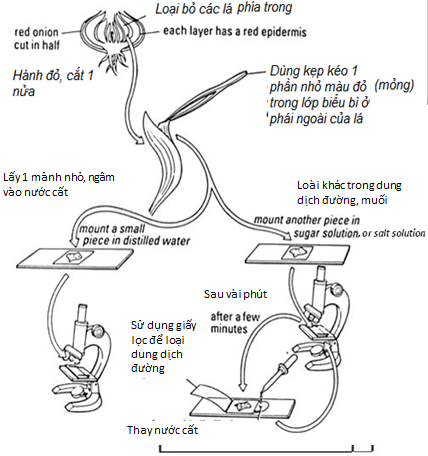 Loại bỏ các lá phía trong
red onion
cut in half
each layer has a red epidermis
Hành đỏ, cắt 1
nửa
Dùng kẹp kéo 1
phần nhỏ màu đỏ (mỏng)
trong lớp biểu bì ở
phái ngoài của lá
Lấy 1 mảnh nhỏ, ngâm
vào nước cất
Loài khác trong dung
dịch đường, muối
mount a small
piece in distilled water
mount another piece in
sugar solution, or salt solution
Sau vài phút
after a few
minutes
Sử dụng giấy
lọc để loại
dung dịch
đường
Thay nước cất